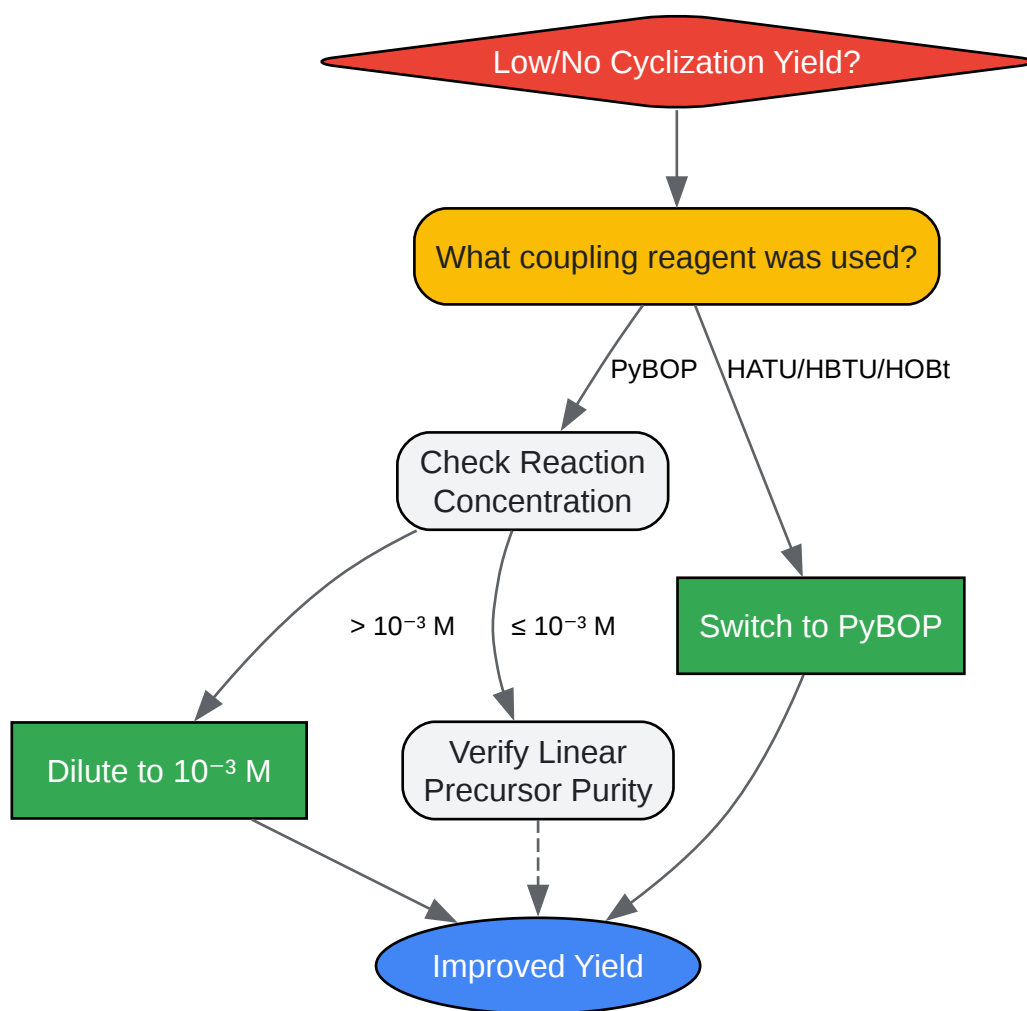 Low/No Cyclization Yield?
What coupling reagent was used?
PyBOP
HATU/HBTU/HOBt
Check Reaction
Concentration
> 10⁻³ M
≤ 10⁻³ M
Switch to PyBOP
Dilute to 10⁻³ M
Verify Linear
Precursor Purity
Improved Yield